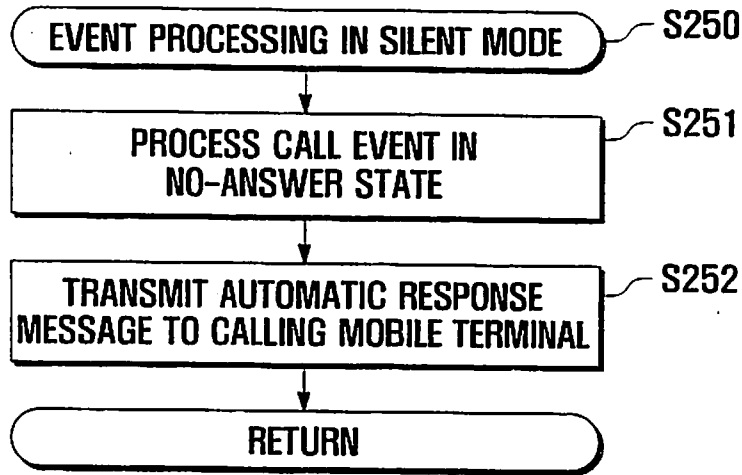 EVENT PROCESSING IN SILENT MODE
S250
PROCESS CALL EVENT IN
NO-ANSWER STATE
S251
TRANSMIT AUTOMATIC RESPONSE
MESSAGE TO CALLING MOBILE TERMINAL
S252
RETURN